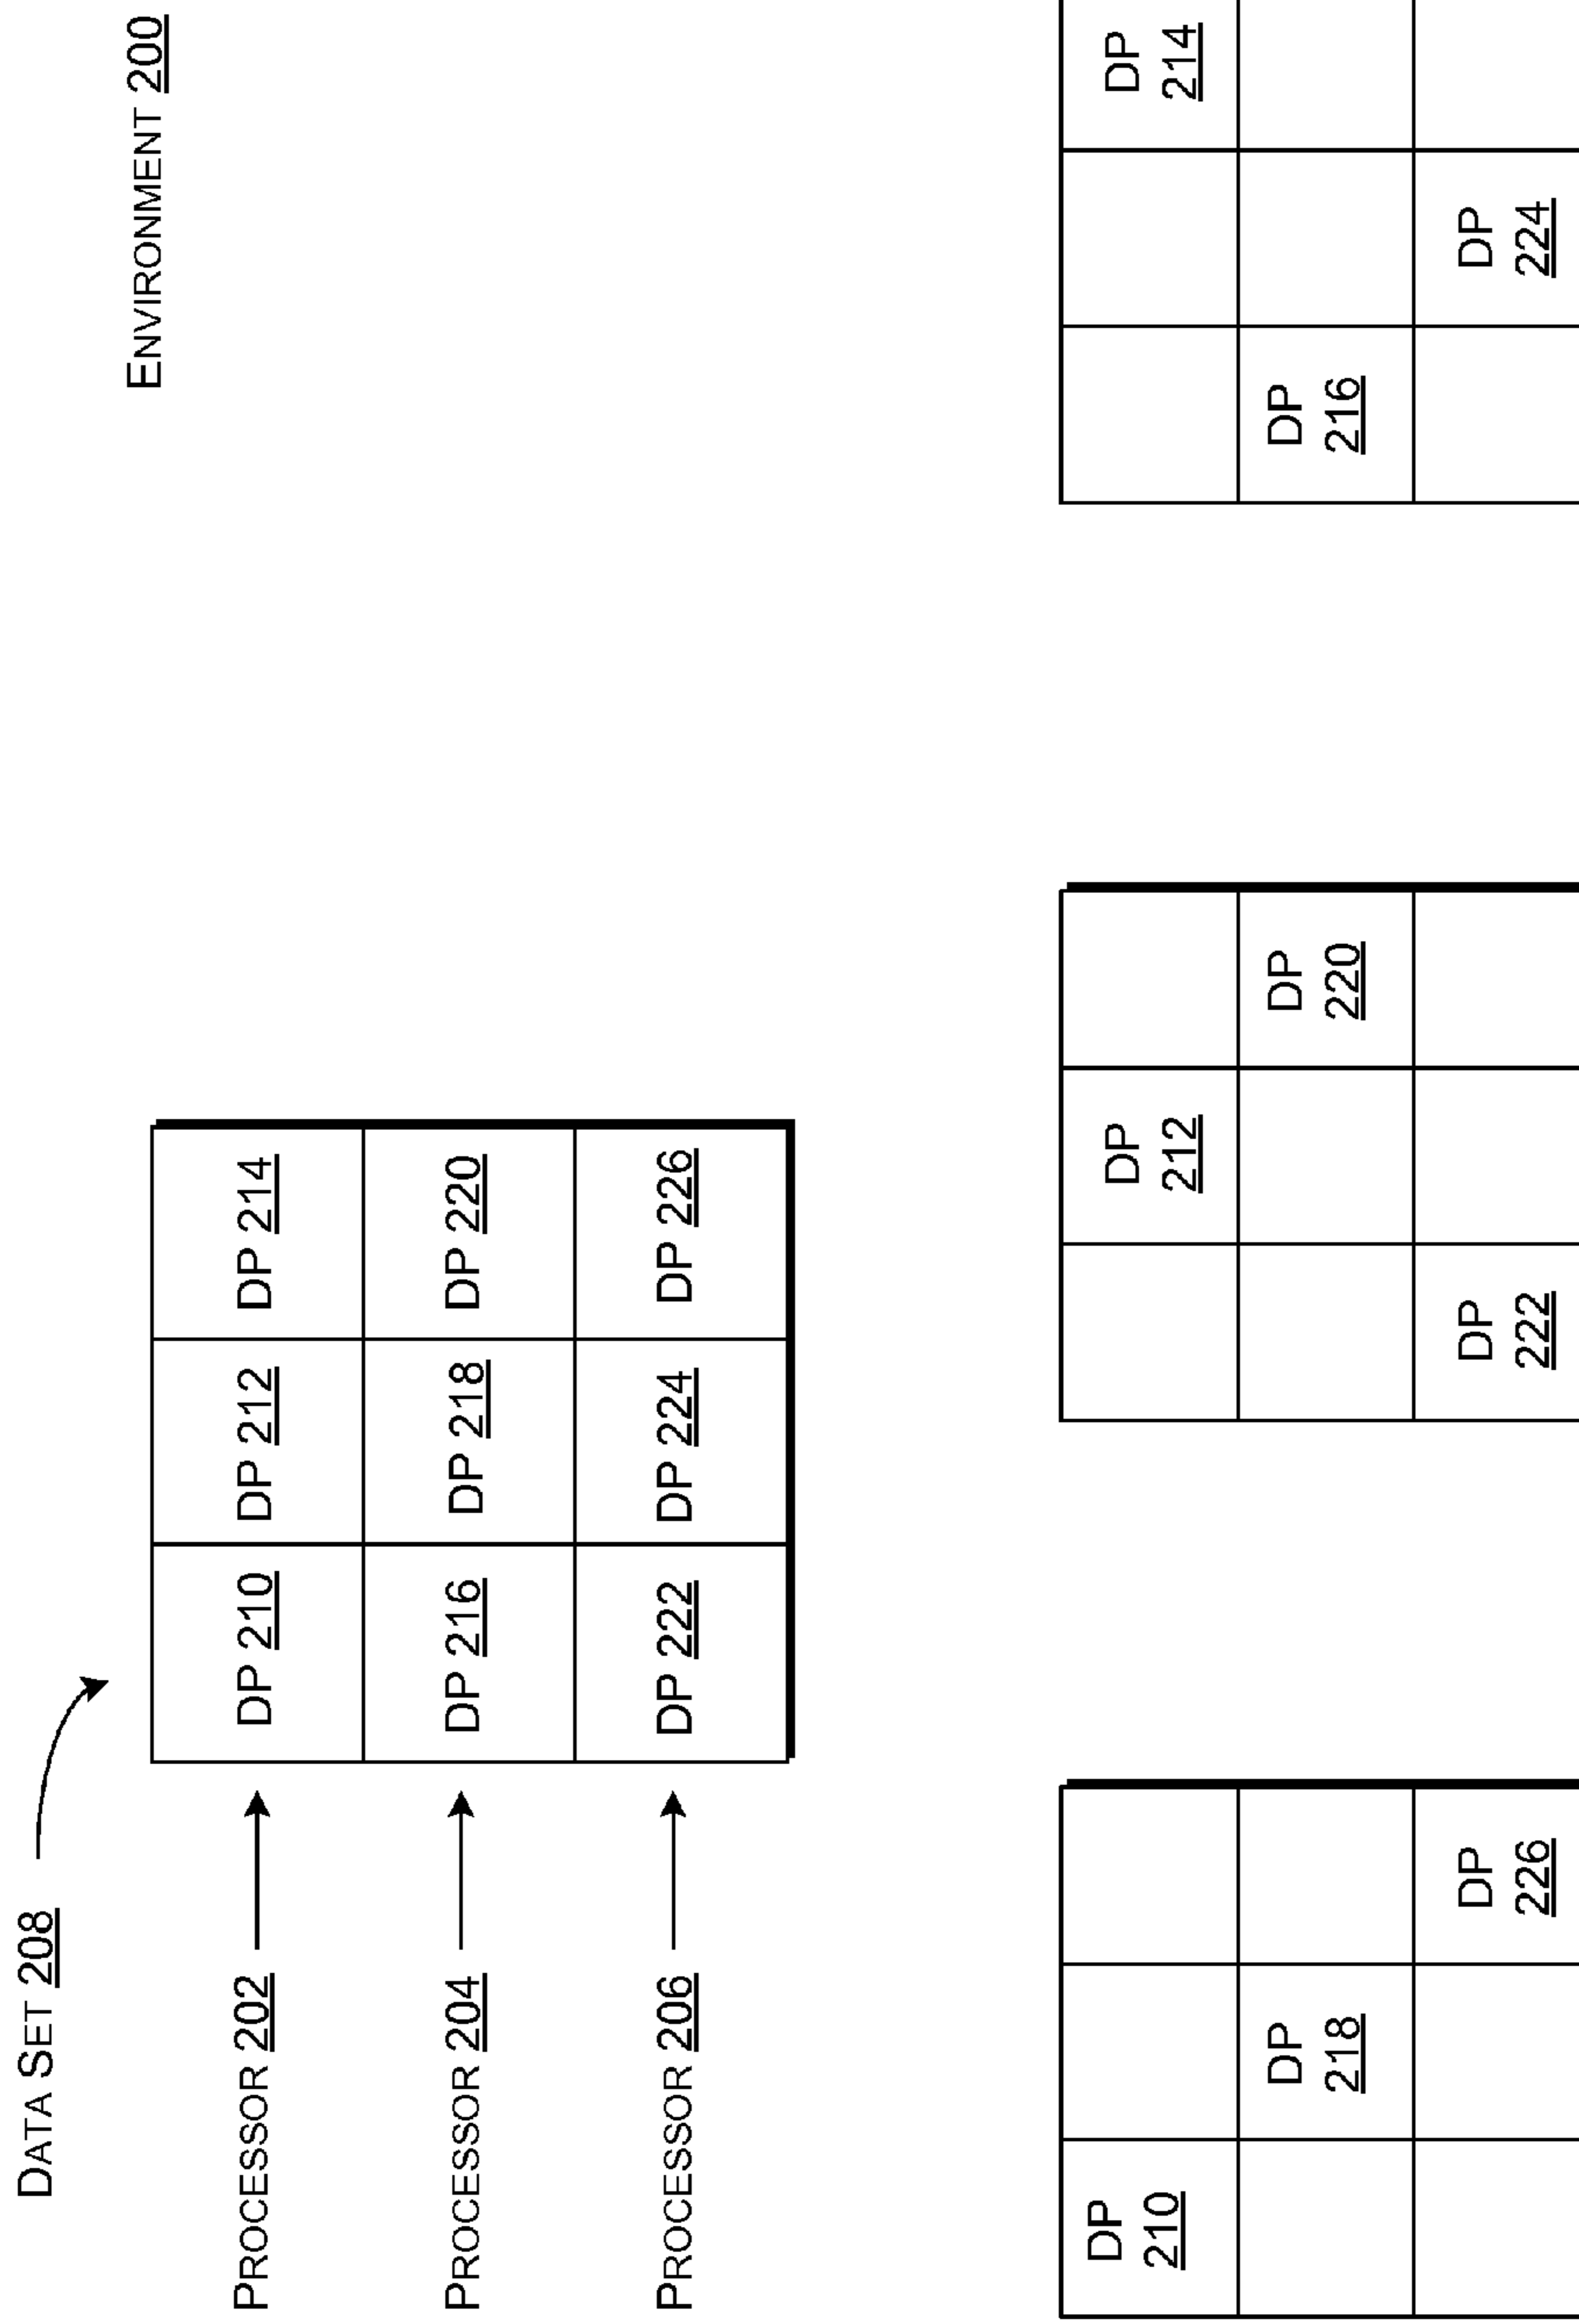 ENVIRONMENT 200
DATA SET 208
PROCESSOR 202
DP 210
DP 212
DP 214
PROCESSOR 204
DP 216
DP 218
DP 220
PROCESSOR 206
DP 222
DP 224
DP 226
DP
210
DP
218
DP
226
DP
212
DP
220
DP
222
DP
214
DP
216
DP
224